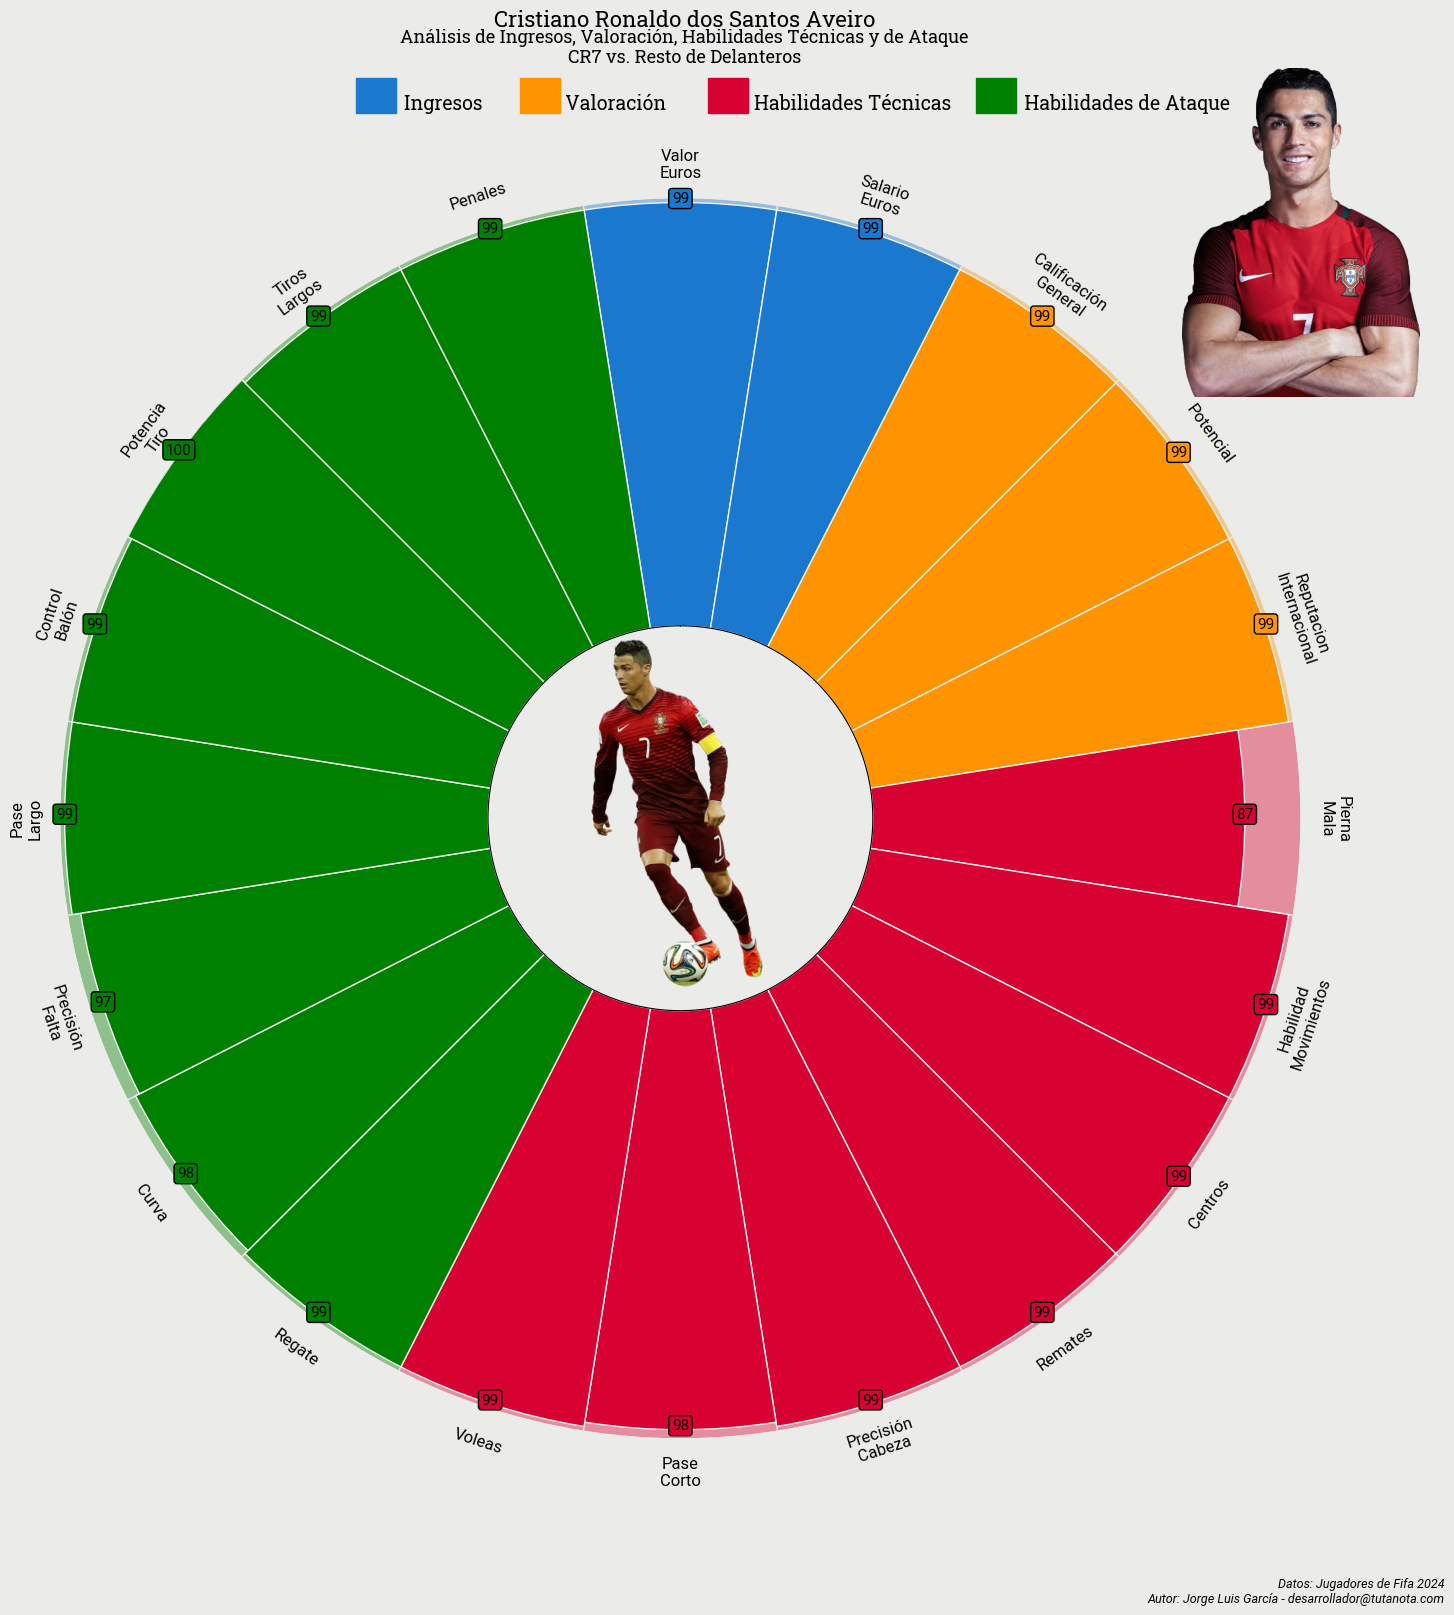 Cristiano Ronaldo dos Santos Aveiro
Análisis de Ingresos, Valoración, Habilidades Técnicas y de Ataque
CR7 vs. Resto de Delanteros
Ingresos
Valoración
Habilidades Técnicas
Habilidades de Ataque
Valor
Euros
99
Salario
Euros
99
Calificación
General
99
Potencial
99
Reputacion
Internacional
99
Pierna
Mala
87
Habilidad
Movimientos
99
Centros
99
Remates
99
Precisión
Cabeza
99
Pase
Corto
98
Voleas
99
Regate
99
Curva
98
Precisión
Falta
97
Pase
Largo
99
Control
Balón
99
Potencia
Tiro
100
Tiros
Largos
99
Penales
99
7
7
7
Datos: Jugadores de Fifa 2024
Autor: Jorge Luis García - desarrollador@tutanota.com